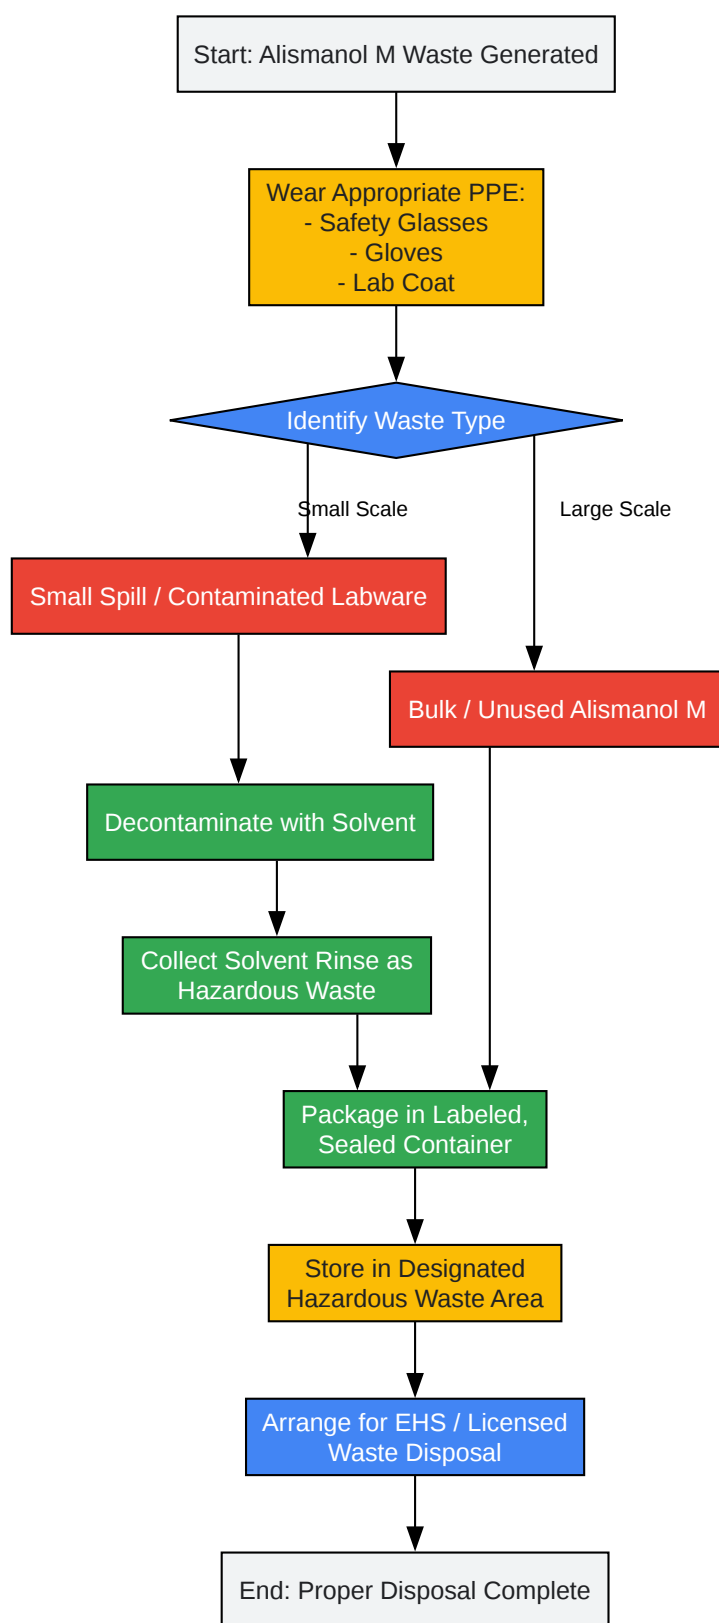 Start: Alismanol M Waste Generated
Wear Appropriate PPE:
- Safety Glasses
- Gloves
- Lab Coat
Identify Waste Type
Small Scale
Large Scale
Small Spill / Contaminated Labware
Bulk / Unused Alismanol M
Decontaminate with Solvent
Collect Solvent Rinse as
Hazardous Waste
Package in Labeled,
Sealed Container
Store in Designated
Hazardous Waste Area
Arrange for EHS / Licensed
Waste Disposal
End: Proper Disposal Complete